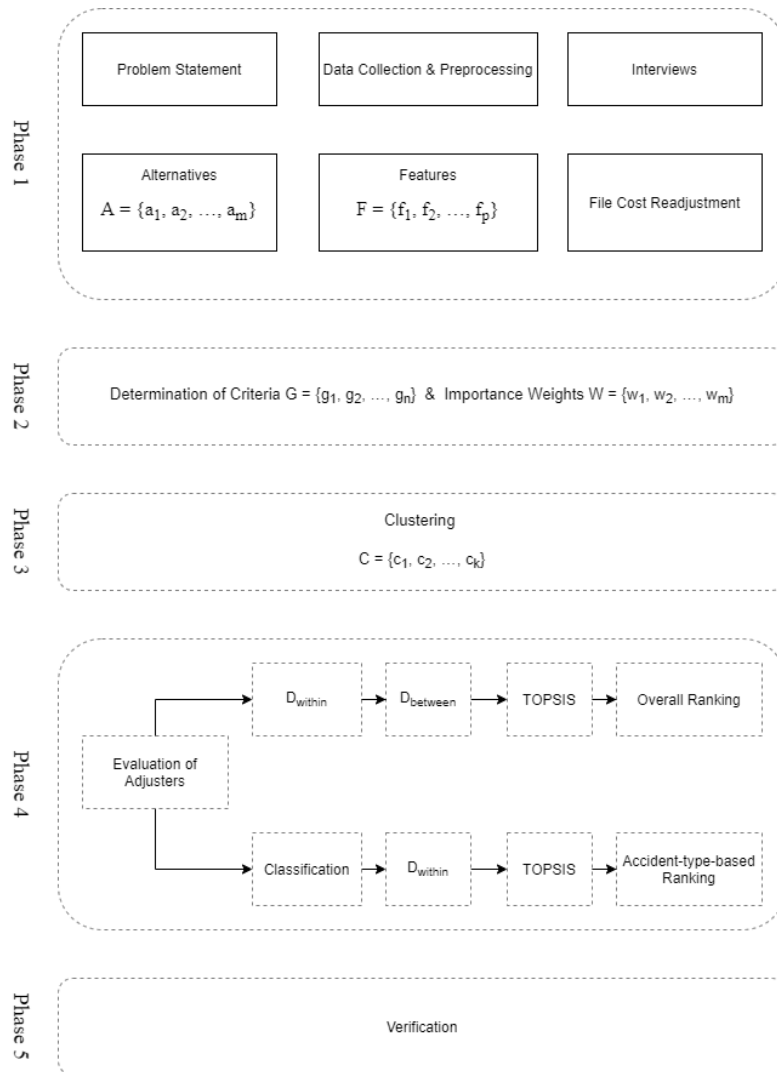 Phase 1
Problem Statement
Data Collection & Preprocessing
Interviews
Alternatives
A = {a1, a2, ..., am}
Features
F = {f1, f2, ..., fp}
File Cost Readjustment
Phase 2
Determination of Criteria G = {g1, g2, ..., gn} & Importance Weights W = {w1, w2, ..., wm}
Phase 3
Clustering
C = {c1, c2, ..., ck}
Phase 4
Evaluation of
Adjusters
Dwithin
Dbetween
TOPSIS
Overall Ranking
Classification
Dwithin
TOPSIS
Accident-type-based
Ranking
Phase 5
Verification